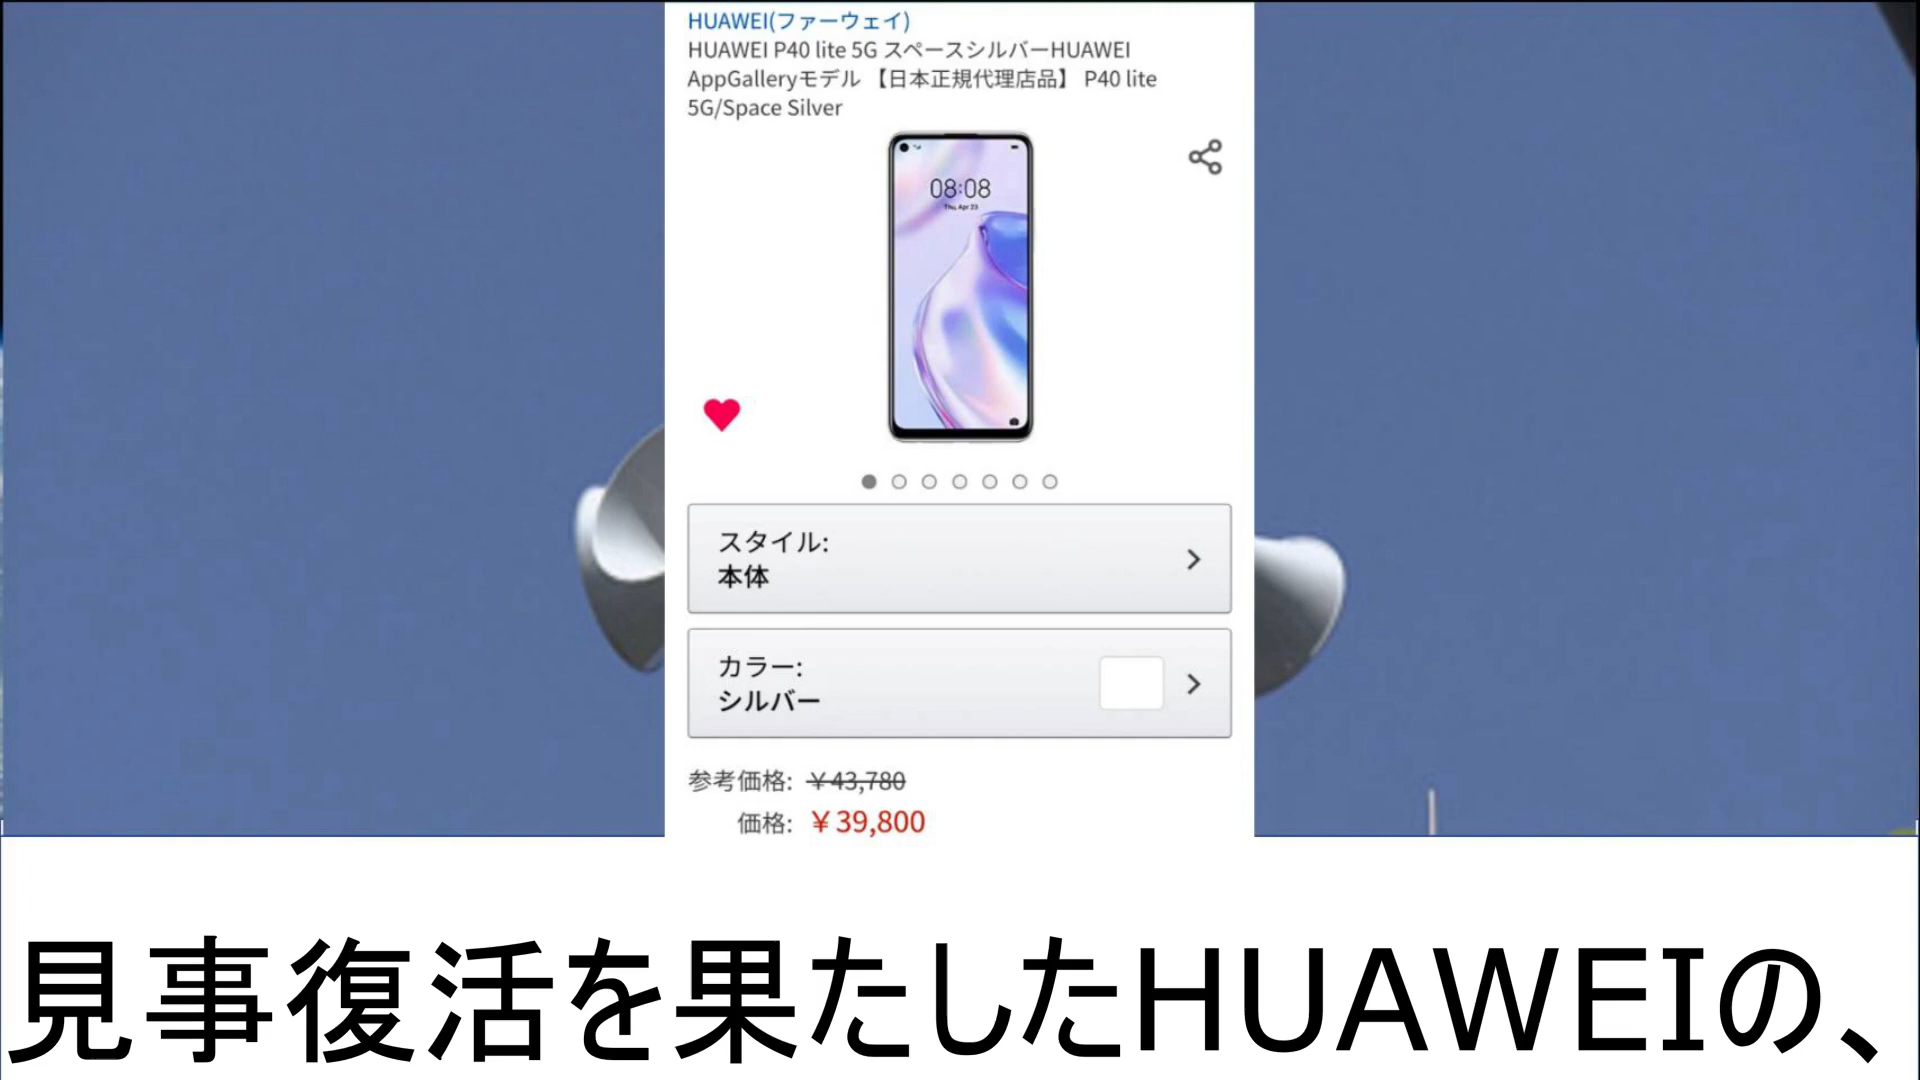 HUAWEI(ファーウェイ)
HUAWEI P40 lite 5G スペースシルバーHUAWEI
AppGalleryモデル 【日本正規代理店品】 P40 lite
5G/Space Silver
08:08
Thu, Apr 23
スタイル:
本体
カラー:
シルバー
参考価格: ￥43,780
価格: ￥39,800
見事復活を果たしたHUAWEIの、